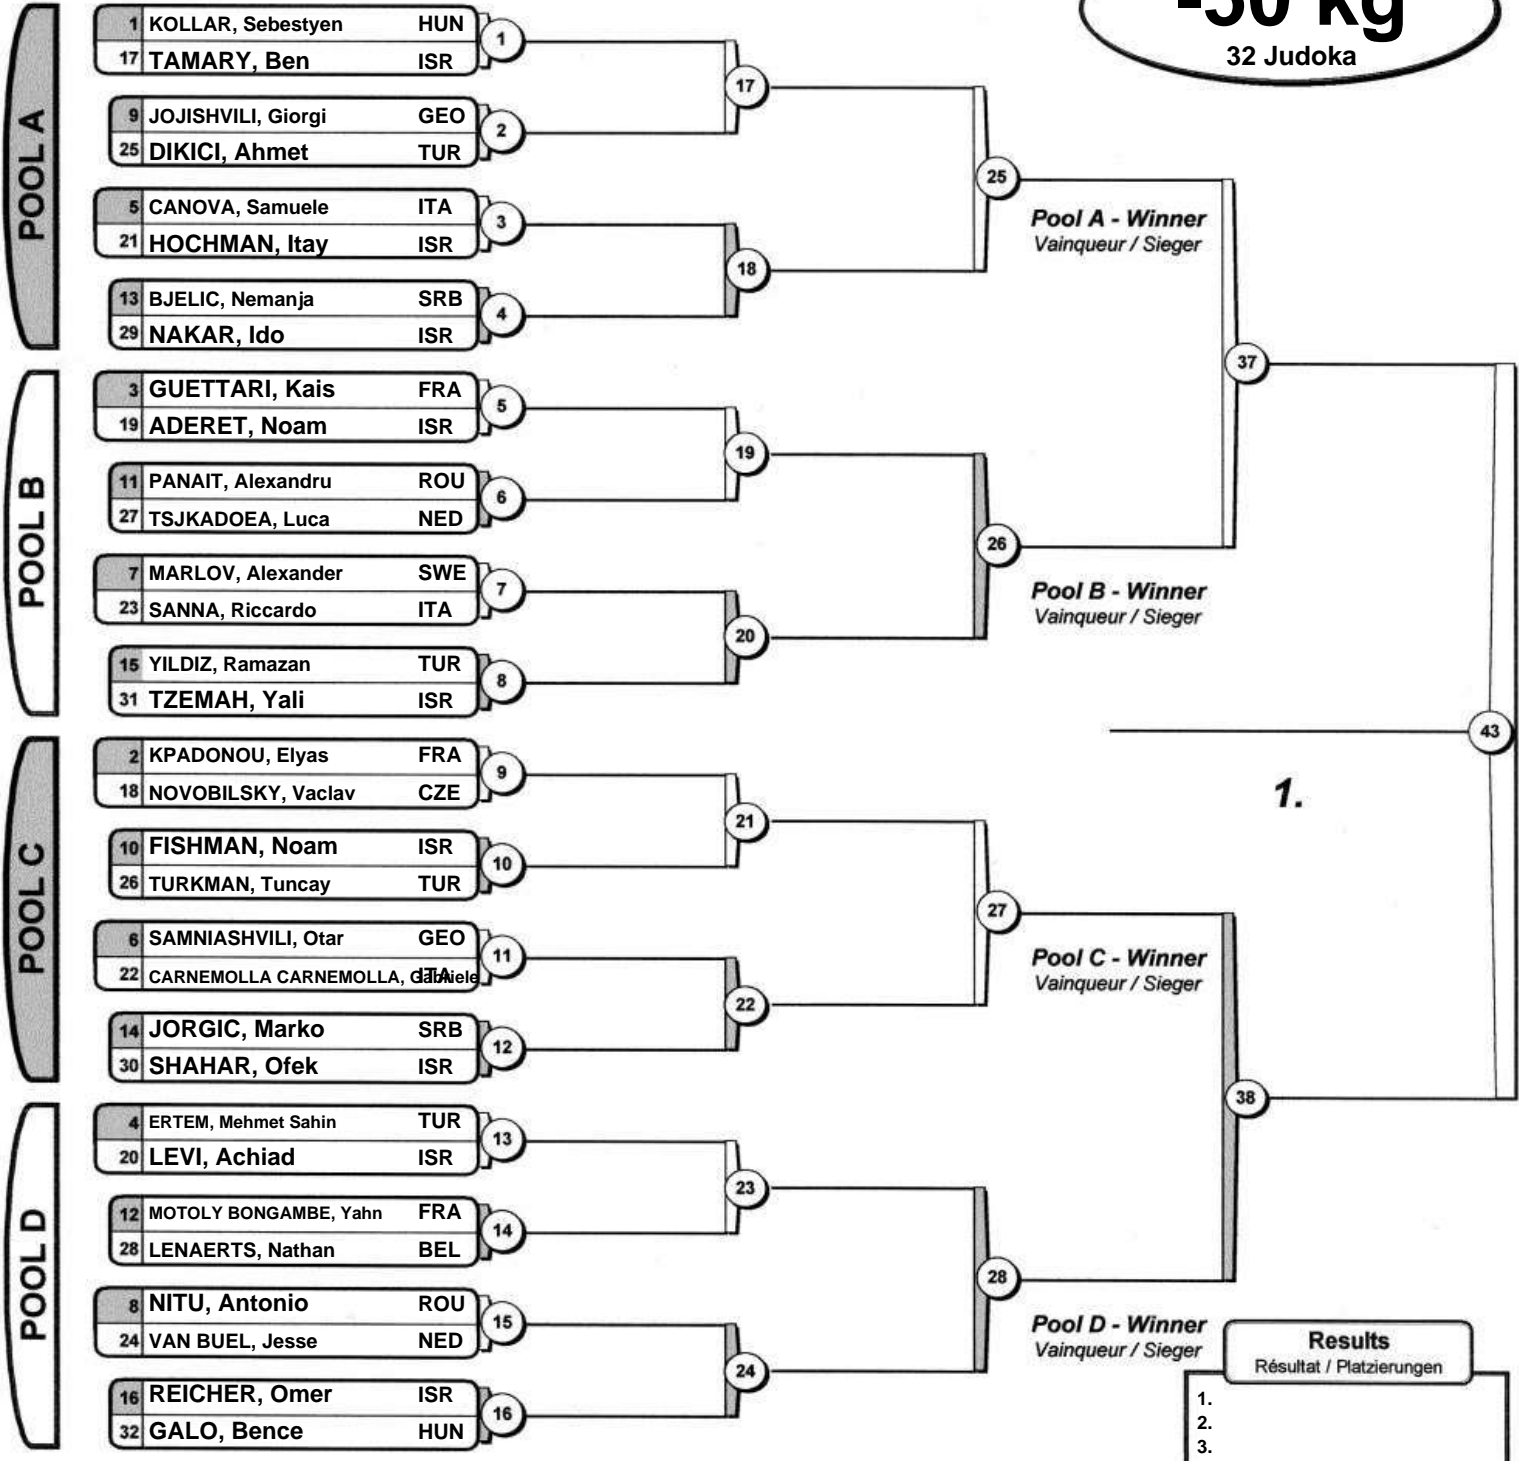 -50 kg
32 Judoka
POOL A
1 KOLLAR, Sebestyen HUN
17 TAMARY, Ben ISR
1
9 JOJISHVILI, Giorgi GEO
25 DIKICI, Ahmet TUR
2
17
5 CANOVA, Samuele ITA
21 HOCHMAN, Itay ISR
3
13 BJELIC, Nemanja SRB
29 NAKAR, Ido ISR
4
18
25
Pool A - Winner
Vainqueur / Sieger
POOL B
3 GUETTARI, Kais FRA
19 ADERET, Noam ISR
5
11 PANAIT, Alexandru ROU
27 TSJKADOEA, Luca NED
6
19
7 MARLOV, Alexander SWE
23 SANNA, Riccardo ITA
7
15 YILDIZ, Ramazan TUR
31 TZEMAH, Yali ISR
8
20
26
Pool B - Winner
Vainqueur / Sieger
37
POOL C
2 KPADONOU, Elyas FRA
18 NOVOBILSKY, Vaclav CZE
9
10 FISHMAN, Noam ISR
26 TURKMAN, Tuncay TUR
10
21
6 SAMNIASHVILI, Otar GEO
22 CARNEMOLLA CARNEMOLLA, Gabriele ITA
11
14 JORGIC, Marko SRB
30 SHAHAR, Ofek ISR
12
22
27
Pool C - Winner
Vainqueur / Sieger
POOL D
4 ERTEM, Mehmet Sahin TUR
20 LEVI, Achiad ISR
13
12 MOTOLY BONGAMBE, Yahn FRA
28 LENAERTS, Nathan BEL
14
23
8 NITU, Antonio ROU
24 VAN BUEL, Jesse NED
15
16 REICHER, Omer ISR
32 GALO, Bence HUN
16
24
28
Pool D - Winner
Vainqueur / Sieger
38
43
1.
Results
Résultat / Platzierungen
1.
2.
3.